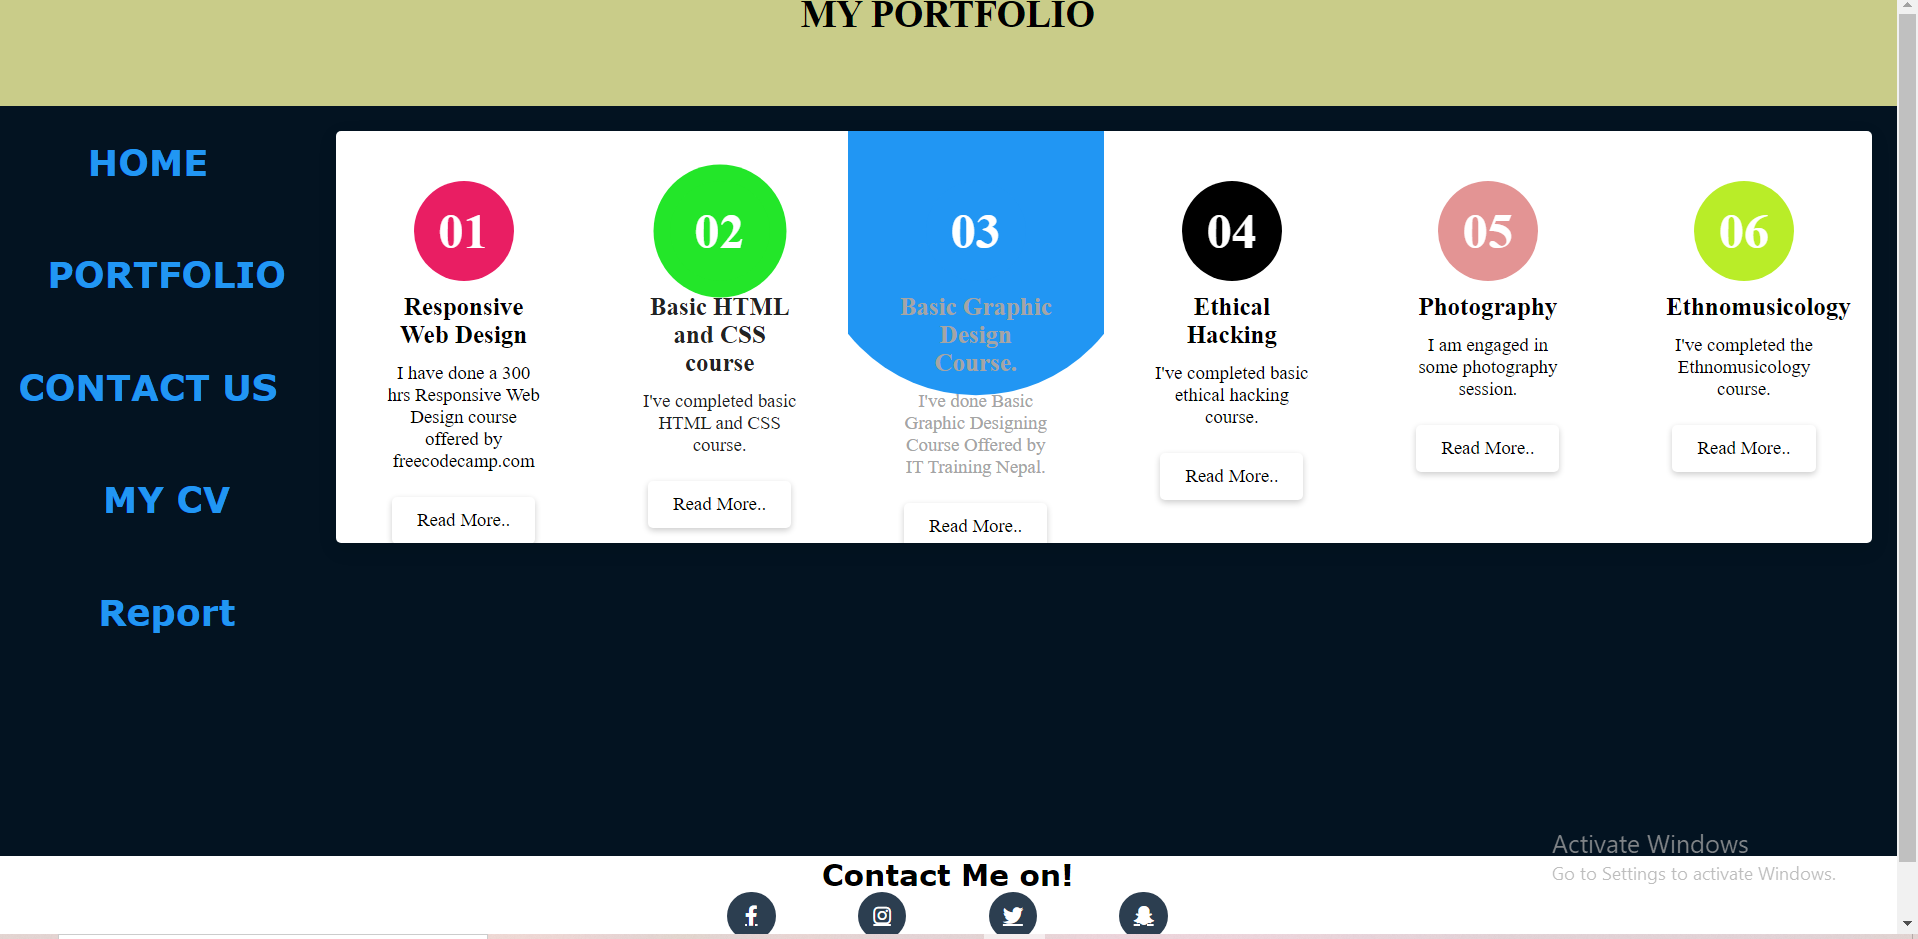 MY PORTFOLIO
HOME
PORTFOLIO
CONTACT US
MY CV
Report
01
Responsive
Web Design
I have done a 300
hrs Responsive Web
Design course
offered by
freecodecamp.com
Read More..
02
Basic HTML
and CSS
course
I've completed basic
HTML and CSS
course.
Read More..
03
Basic Graphic
Design
Course.
I've done Basic
Graphic Designing
Course Offered by
IT Training Nepal.
Read More..
04
Ethical
Hacking
I've completed basic
ethical hacking
course.
Read More..
05
Photography
I am engaged in
some photography
session.
Read More..
06
Ethnomusicology
I've completed the
Ethnomusicology
course.
Read More..
Activate Windows
Go to Settings to activate Windows.
Contact Me on!